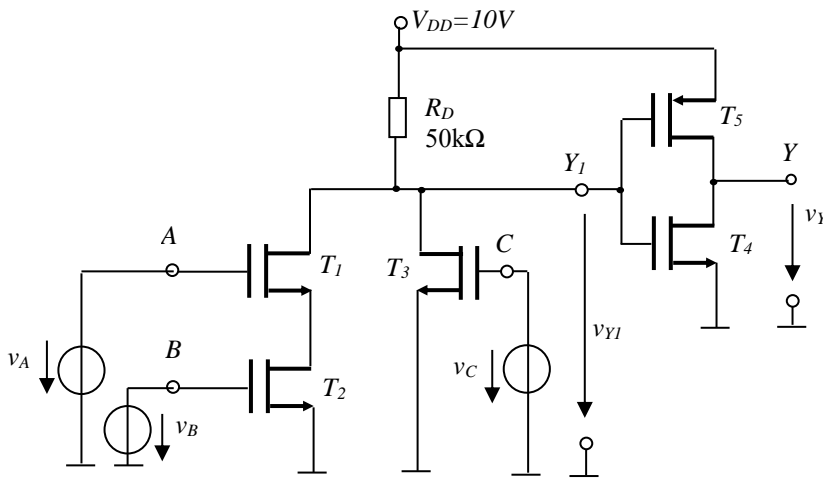 V_DD=10V
R_D
50kΩ
T_5
Y_1
Y
A
T_1
T_3
C
T_4
v_Y
v_Y1
v_A
B
v_C
T_2
v_B